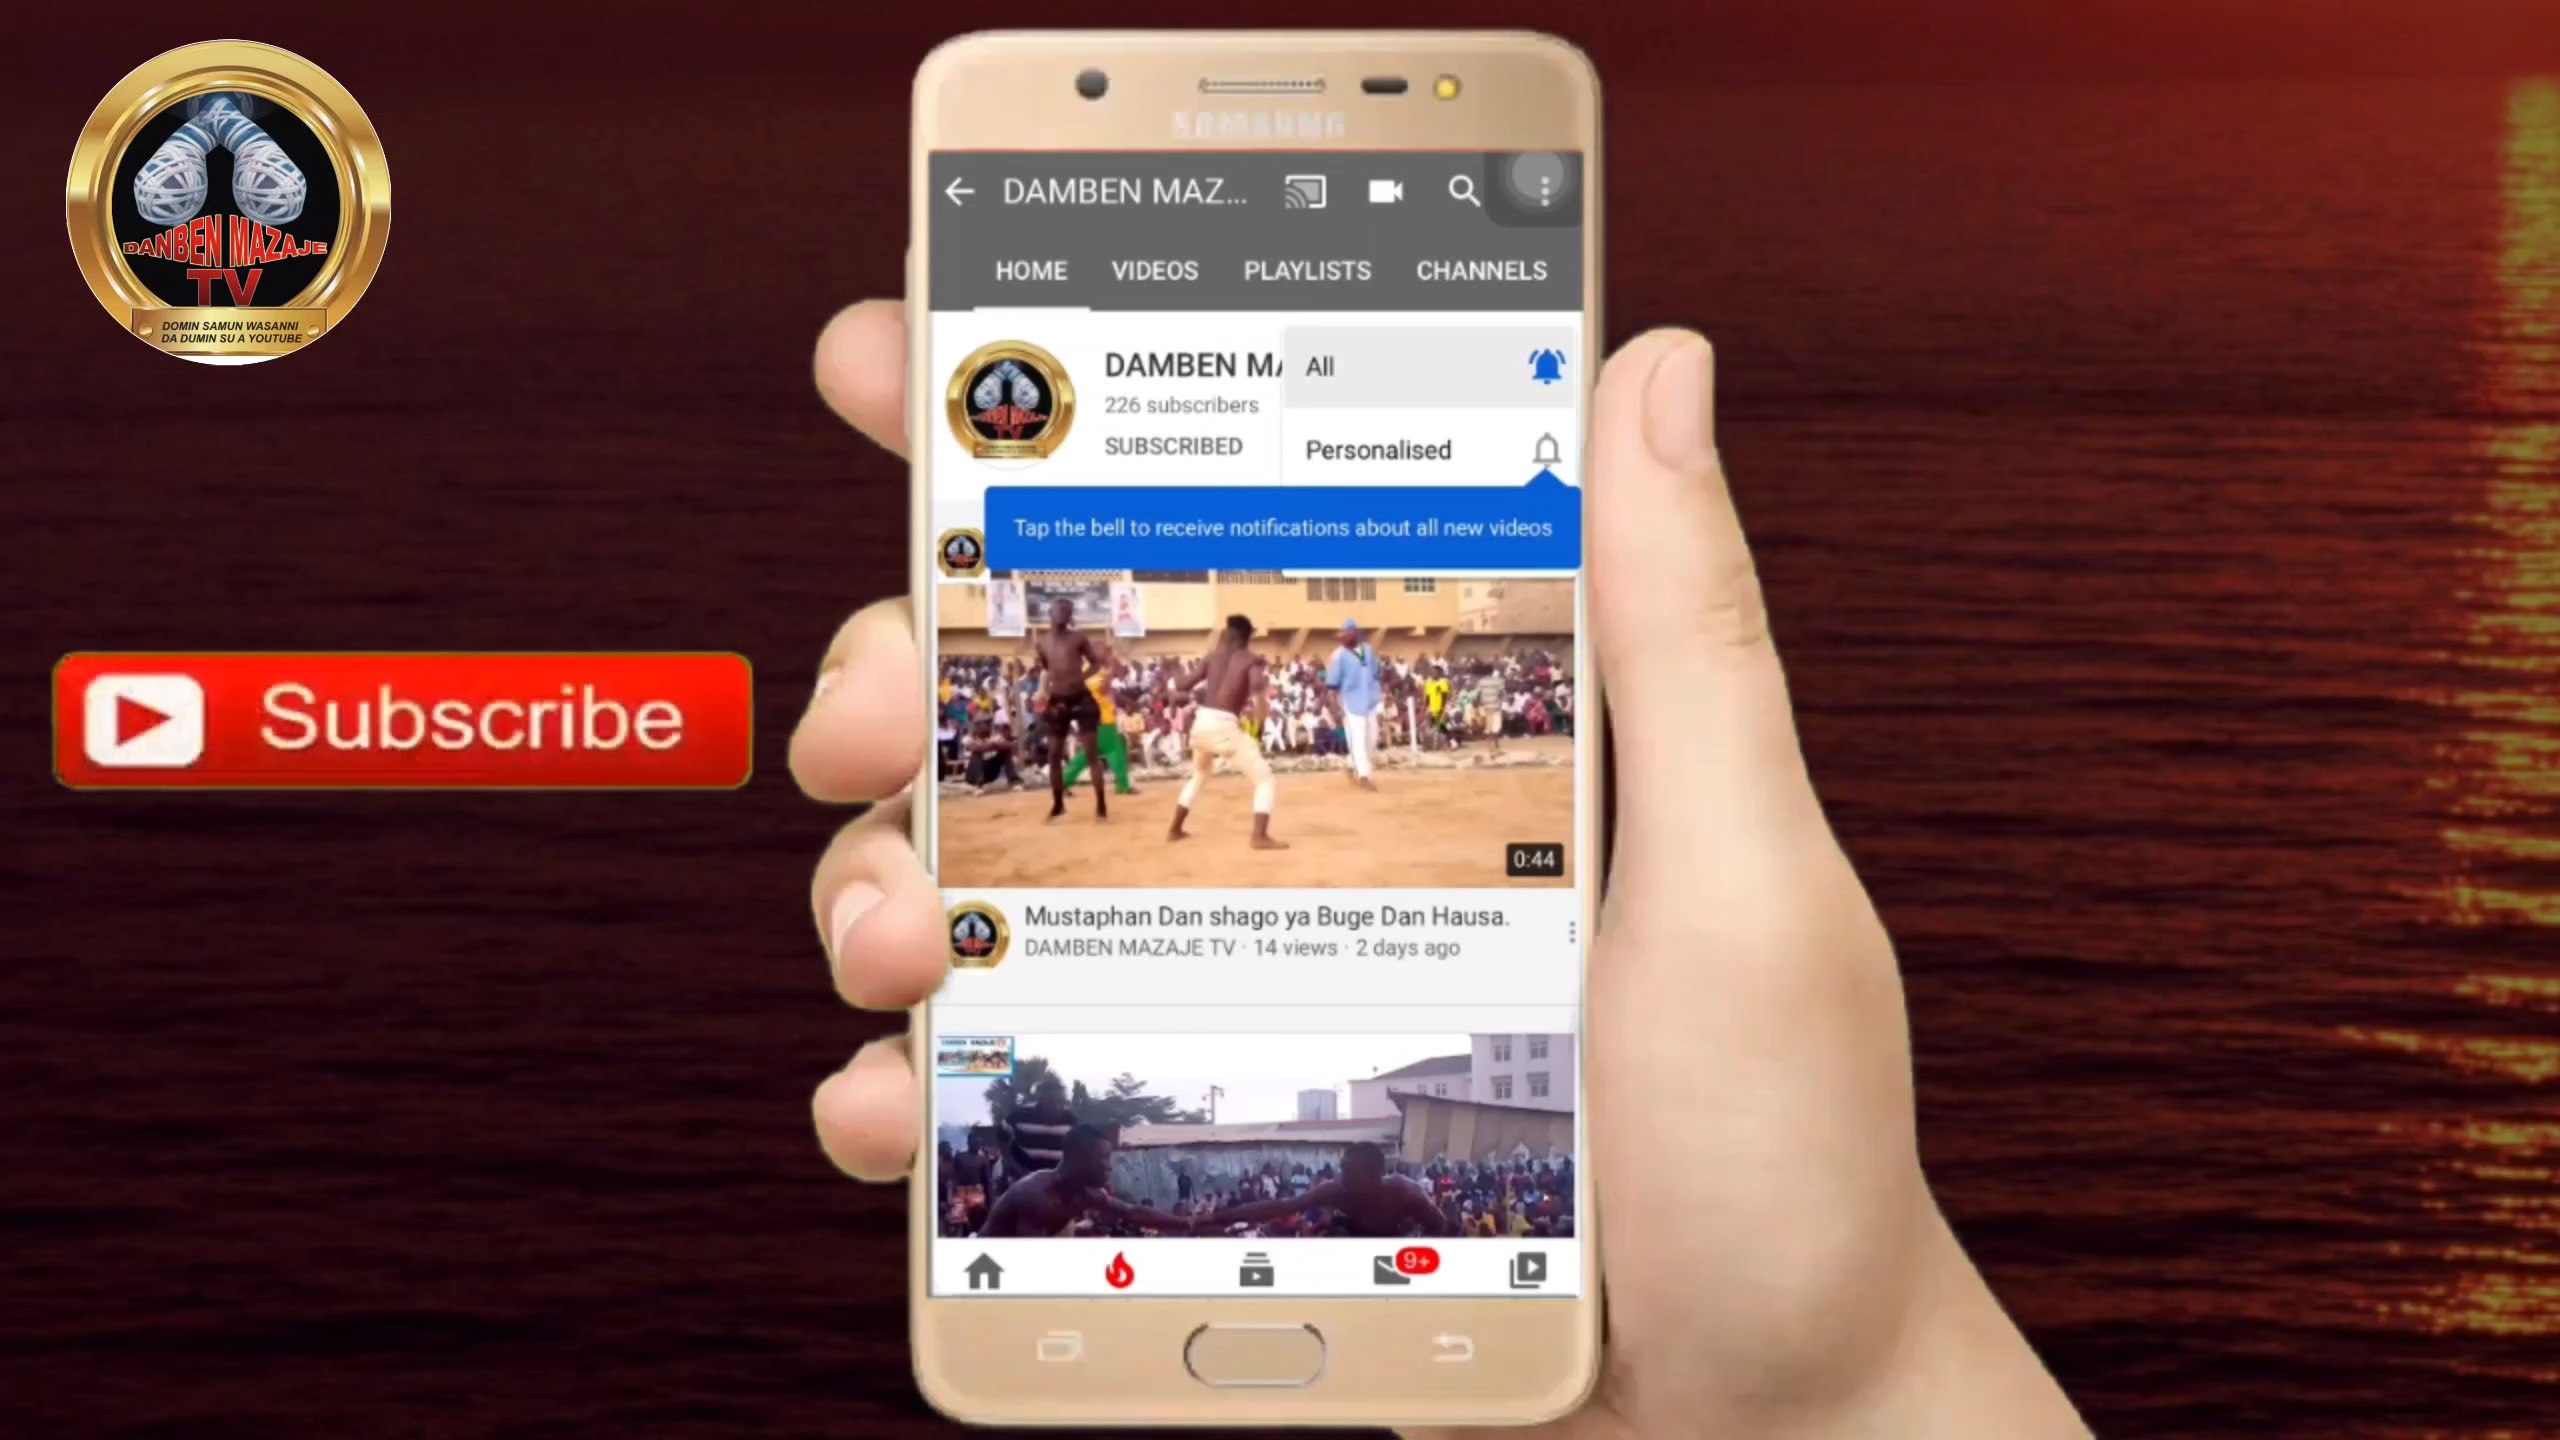 DANBEN MAZAJE
TV
DOMIN SAMUN WASANNI
DA DUMIN SU A YOUTUBE
Subscribe
SAMSUNG
DAMBEN MAZ...
HOME VIDEOS PLAYLISTS CHANNELS
DAMBEN MA
226 subscribers
SUBSCRIBED
All
Personalised
Tap the bell to receive notifications about all new videos
0:44
Mustaphan Dan shago ya Buge Dan Hausa.
DAMBEN MAZAJE TV · 14 views · 2 days ago
9+